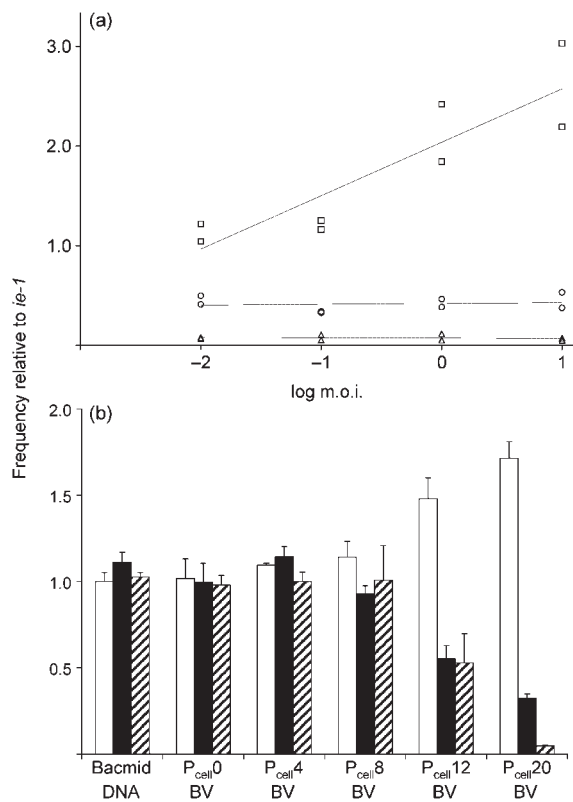 (a)
3.0
2.0
1.0
–2
–1
0
1
log m.o.i.
Frequency relative to ie-1
(b)
2.0
1.5
1.0
0.5
Bacmid DNA
Pcell0 BV
Pcell4 BV
Pcell8 BV
Pcell12 BV
Pcell20 BV